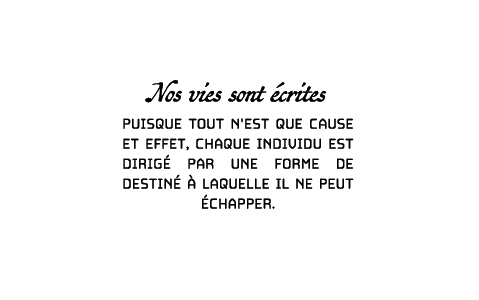 Nos vies sont écrites
PUISQUE TOUT N'EST QUE CAUSE
ET EFFET, CHAQUE INDIVIDU EST
DIRIGÉ PAR UNE FORME DE
DESTINÉ À LAQUELLE IL NE PEUT
ÉCHAPPER.